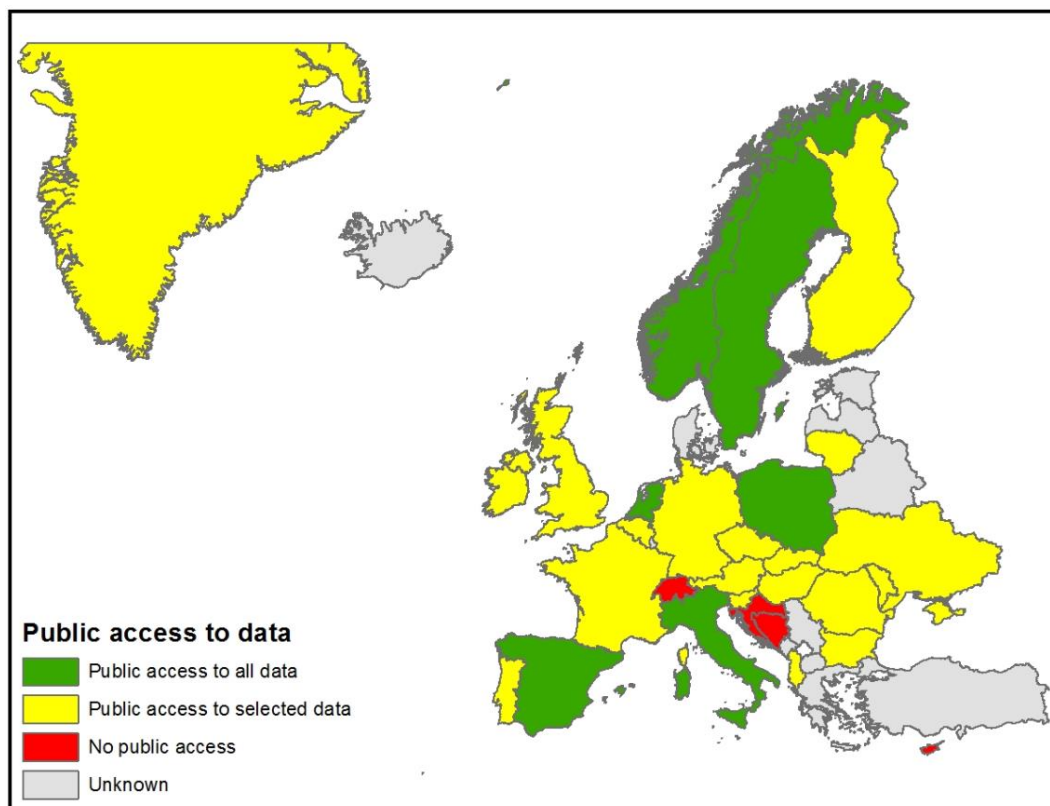 Public access to data
Public access to all data
Public access to selected data
No public access
Unknown